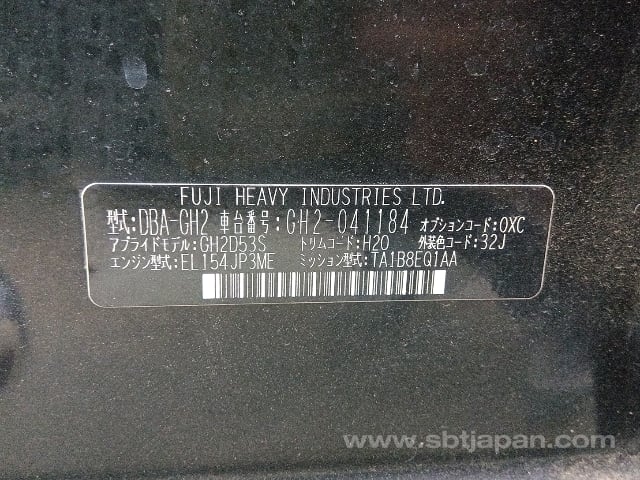 FUJI HEAVY INDUSTRIES LTD.
型式:DBA-GH2 車台番号:GH2-041184 オプションコード:0XC
アプライドモデル:GH2D53S トリムコード:H20 外装色コード:32J
エンジン型式:EL154JP3ME ミッション型式:TA1B8EQ1AA
www.sbtjapan.com